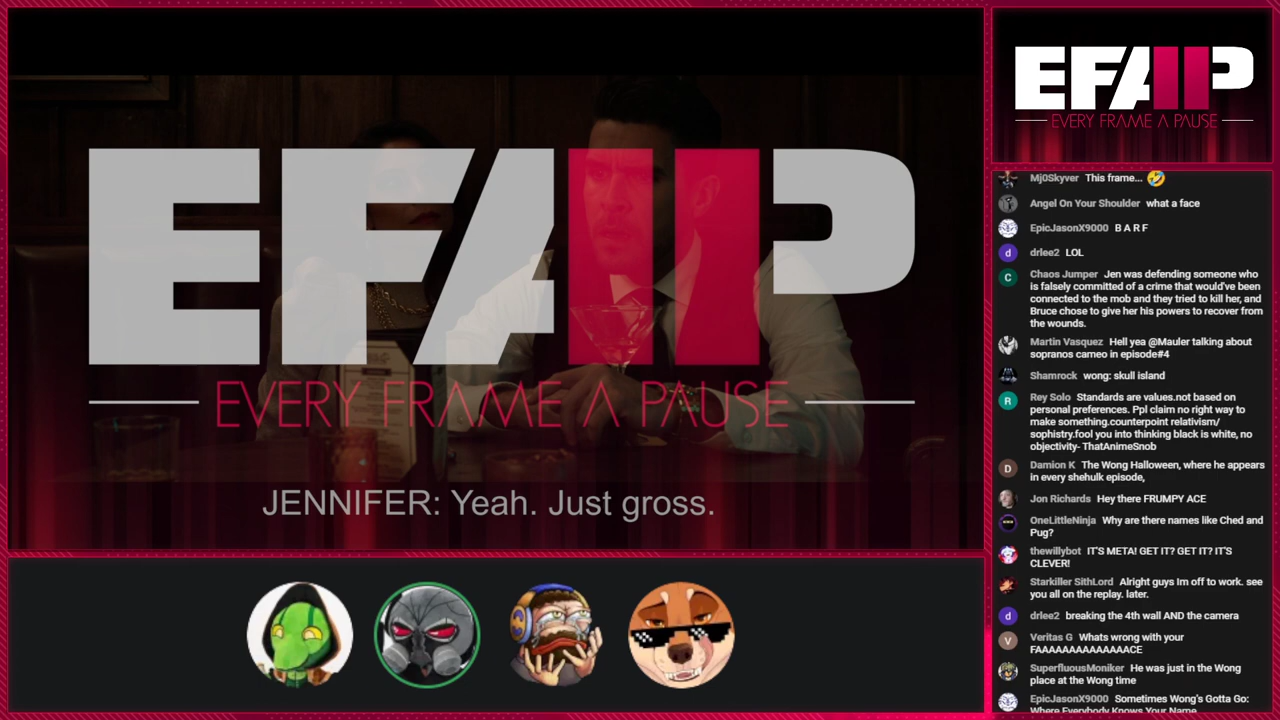 EFAP
EVERY FRAME A PAUSE
JENNIFER: Yeah. Just gross.
EFAP
EVERY FRAME A PAUSE
Mj0Skyver This frame... 🤣
Angel On Your Shoulder what a face
EpicJasonX9000 B A R F
d
drlee2 LOL
C
Chaos Jumper Jen was defending someone who
is falsely committed of a crime that would've been
connected to the mob and they tried to kill her, and
Bruce chose to give her his powers to recover from
the wounds.
Martin Vasquez Hell yea @Mauler talking about
sopranos cameo in episode#4
Shamrock wong: skull island
R
Rey Solo Standards are values.not based on
personal preferences. Ppl claim no right way to
make something.counterpoint relativism/
sophistry.fool you into thinking black is white, no
objectivity- ThatAnimeSnob
D
Damion K The Wong Halloween, where he appears
in every shehulk episode,
Jon Richards Hey there FRUMPY ACE
OneLittleNinja Why are there names like Ched and
Pug?
thewillybot IT'S META! GET IT? GET IT? IT'S
CLEVER!
Starkiller SithLord Alright guys Im off to work. see
you all on the replay. later.
d
drlee2 breaking the 4th wall AND the camera
V
Veritas G Whats wrong with your
FAAAAAAAAAAAAAACE
SuperfluousMoniker He was just in the Wong
place at the Wong time
EpicJasonX9000 Sometimes Wong's Gotta Go:
Where Everybody Knows Your Name